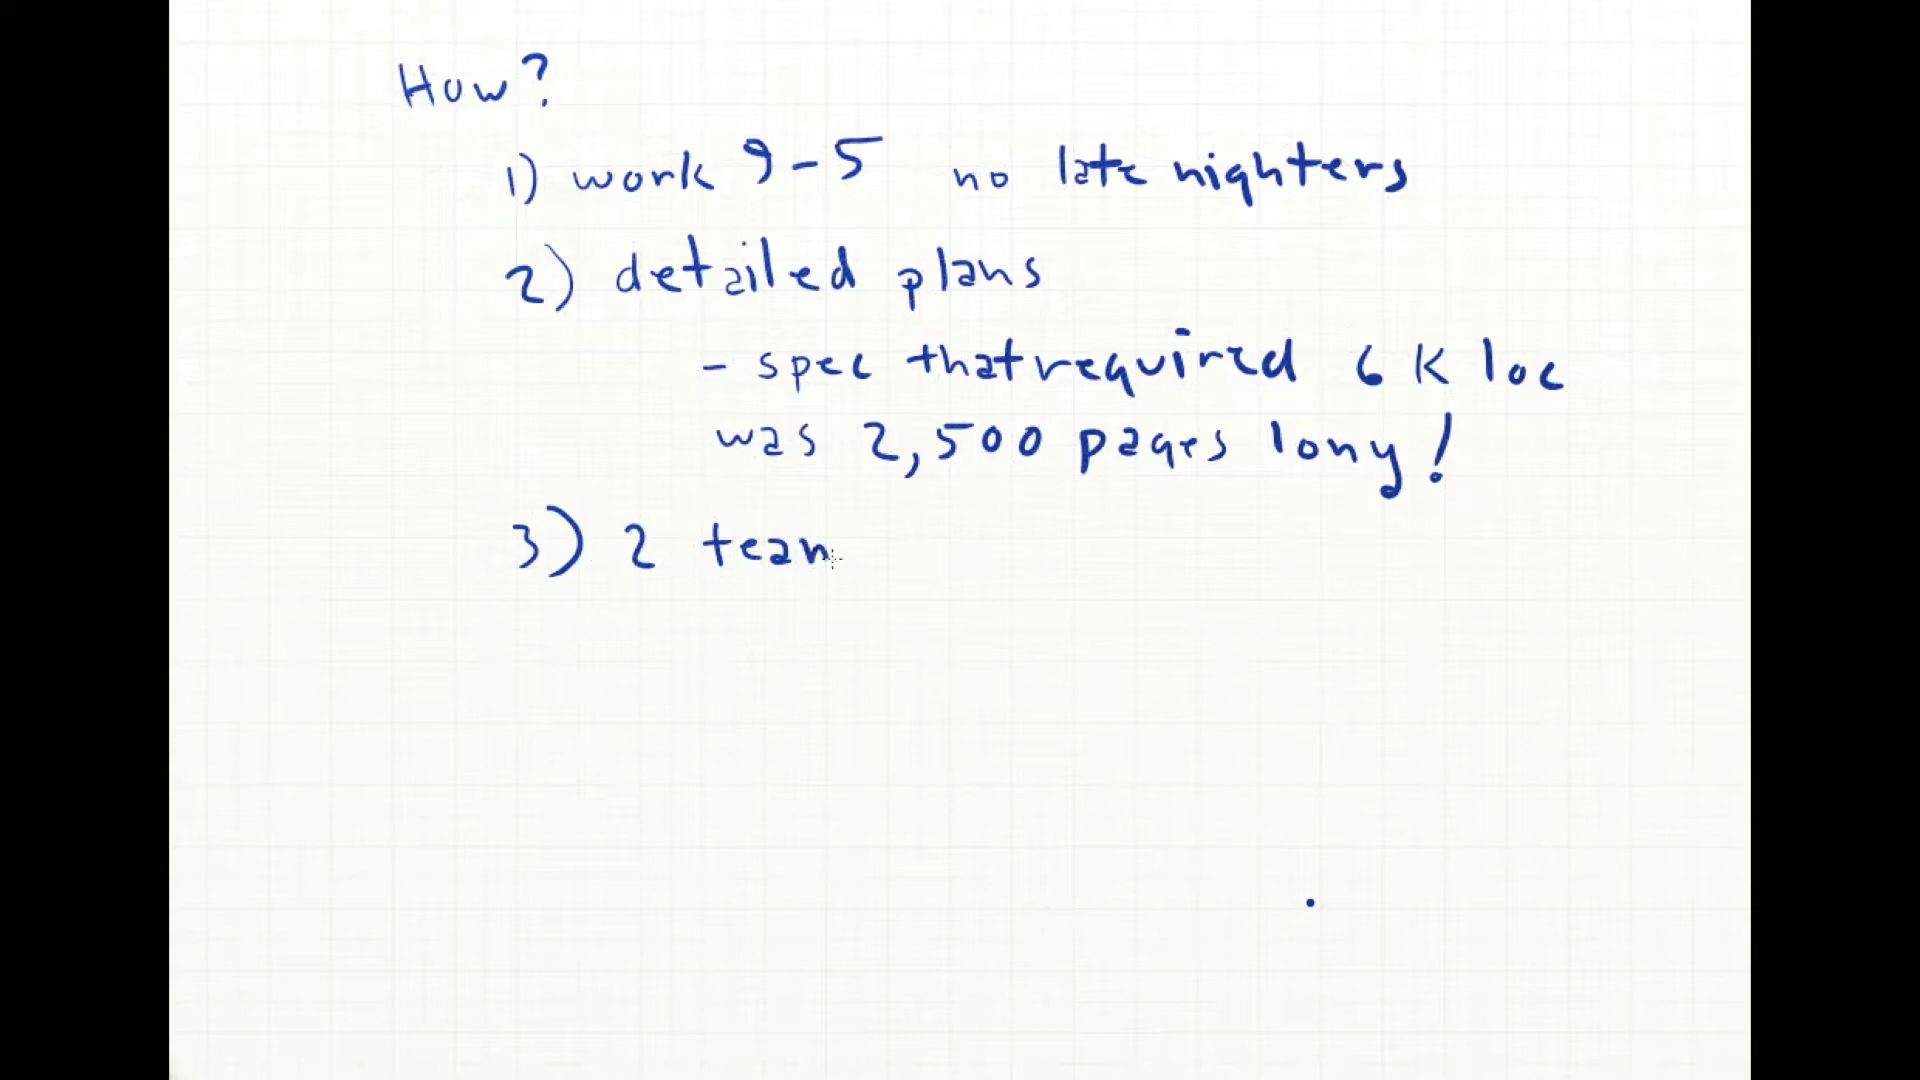 How?
1) work 9-5 no late nighters
2) detailed plans
- spec that required 6K loc
was 2,500 pages long!
3) 2 tean